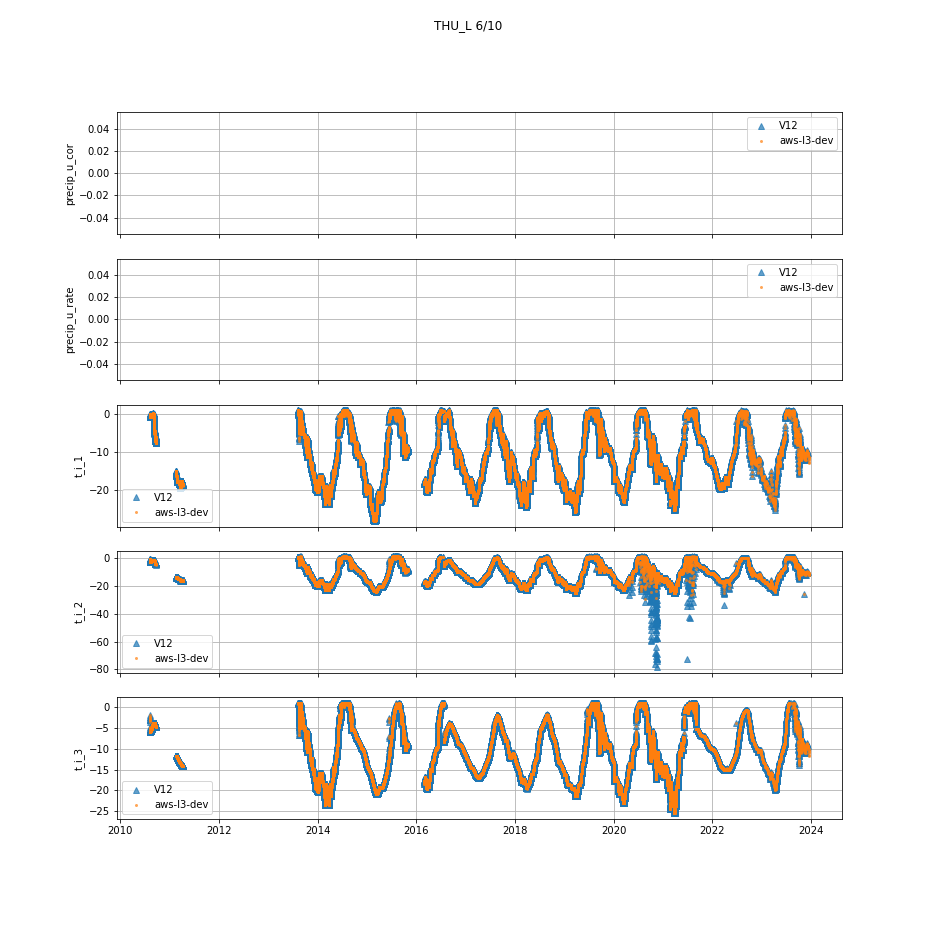 THU_L 6/10
0.04
0.02
0.00
−0.02
−0.04
precip_u_cor
V12
aws-l3-dev
0.04
0.02
0.00
−0.02
−0.04
precip_u_rate
V12
aws-l3-dev
0
−10
−20
t_i_1
V12
aws-l3-dev
0
−20
−40
−60
−80
t_i_2
V12
aws-l3-dev
0
−5
−10
−15
−20
−25
t_i_3
V12
aws-l3-dev
2010 2012 2014 2016 2018 2020 2022 2024